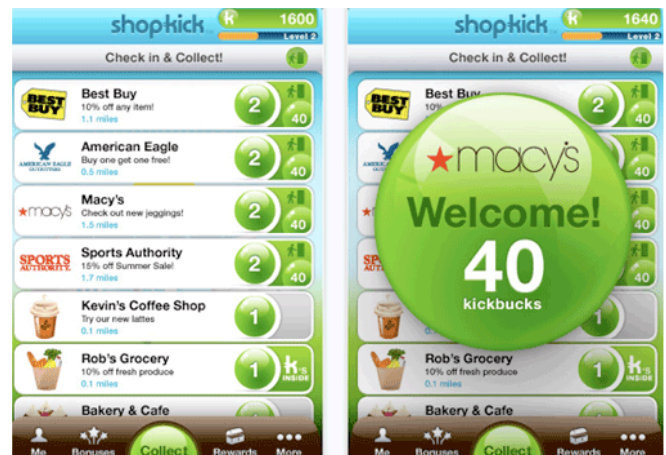 shopkick
k 1600
Level 2
Check in & Collect!
BEST BUY
Best Buy
10% off any item!
1.1 miles
2
40
AMERICAN EAGLE
OUTFITTERS
American Eagle
Buy one get one free!
0.5 miles
2
40
macy's
Macy's
Check out new jeggings!
1.5 miles
2
40
SPORTS
AUTHORITY
Sports Authority
15% off Summer Sale!
1.7 miles
2
40
Kevin's Coffee Shop
Try our new lattes
0.1 miles
1
Rob's Grocery
10% off fresh produce
0.1 miles
1
k's
INSIDE
Bakery & Cafe
Me
Bonuses
Collect
Rewards
More
shopkick
k 1640
Level 2
Check in & Collect!
BEST BUY
Best Buy
10%
2
40
macy's
Welcome!
40
kickbucks
40
SP
AU
1
Rob's Grocery
10% off fresh produce
0.1 miles
1
k's
INSIDE
Bakery & Cafe
Me
Bonuses
Collect
Rewards
More